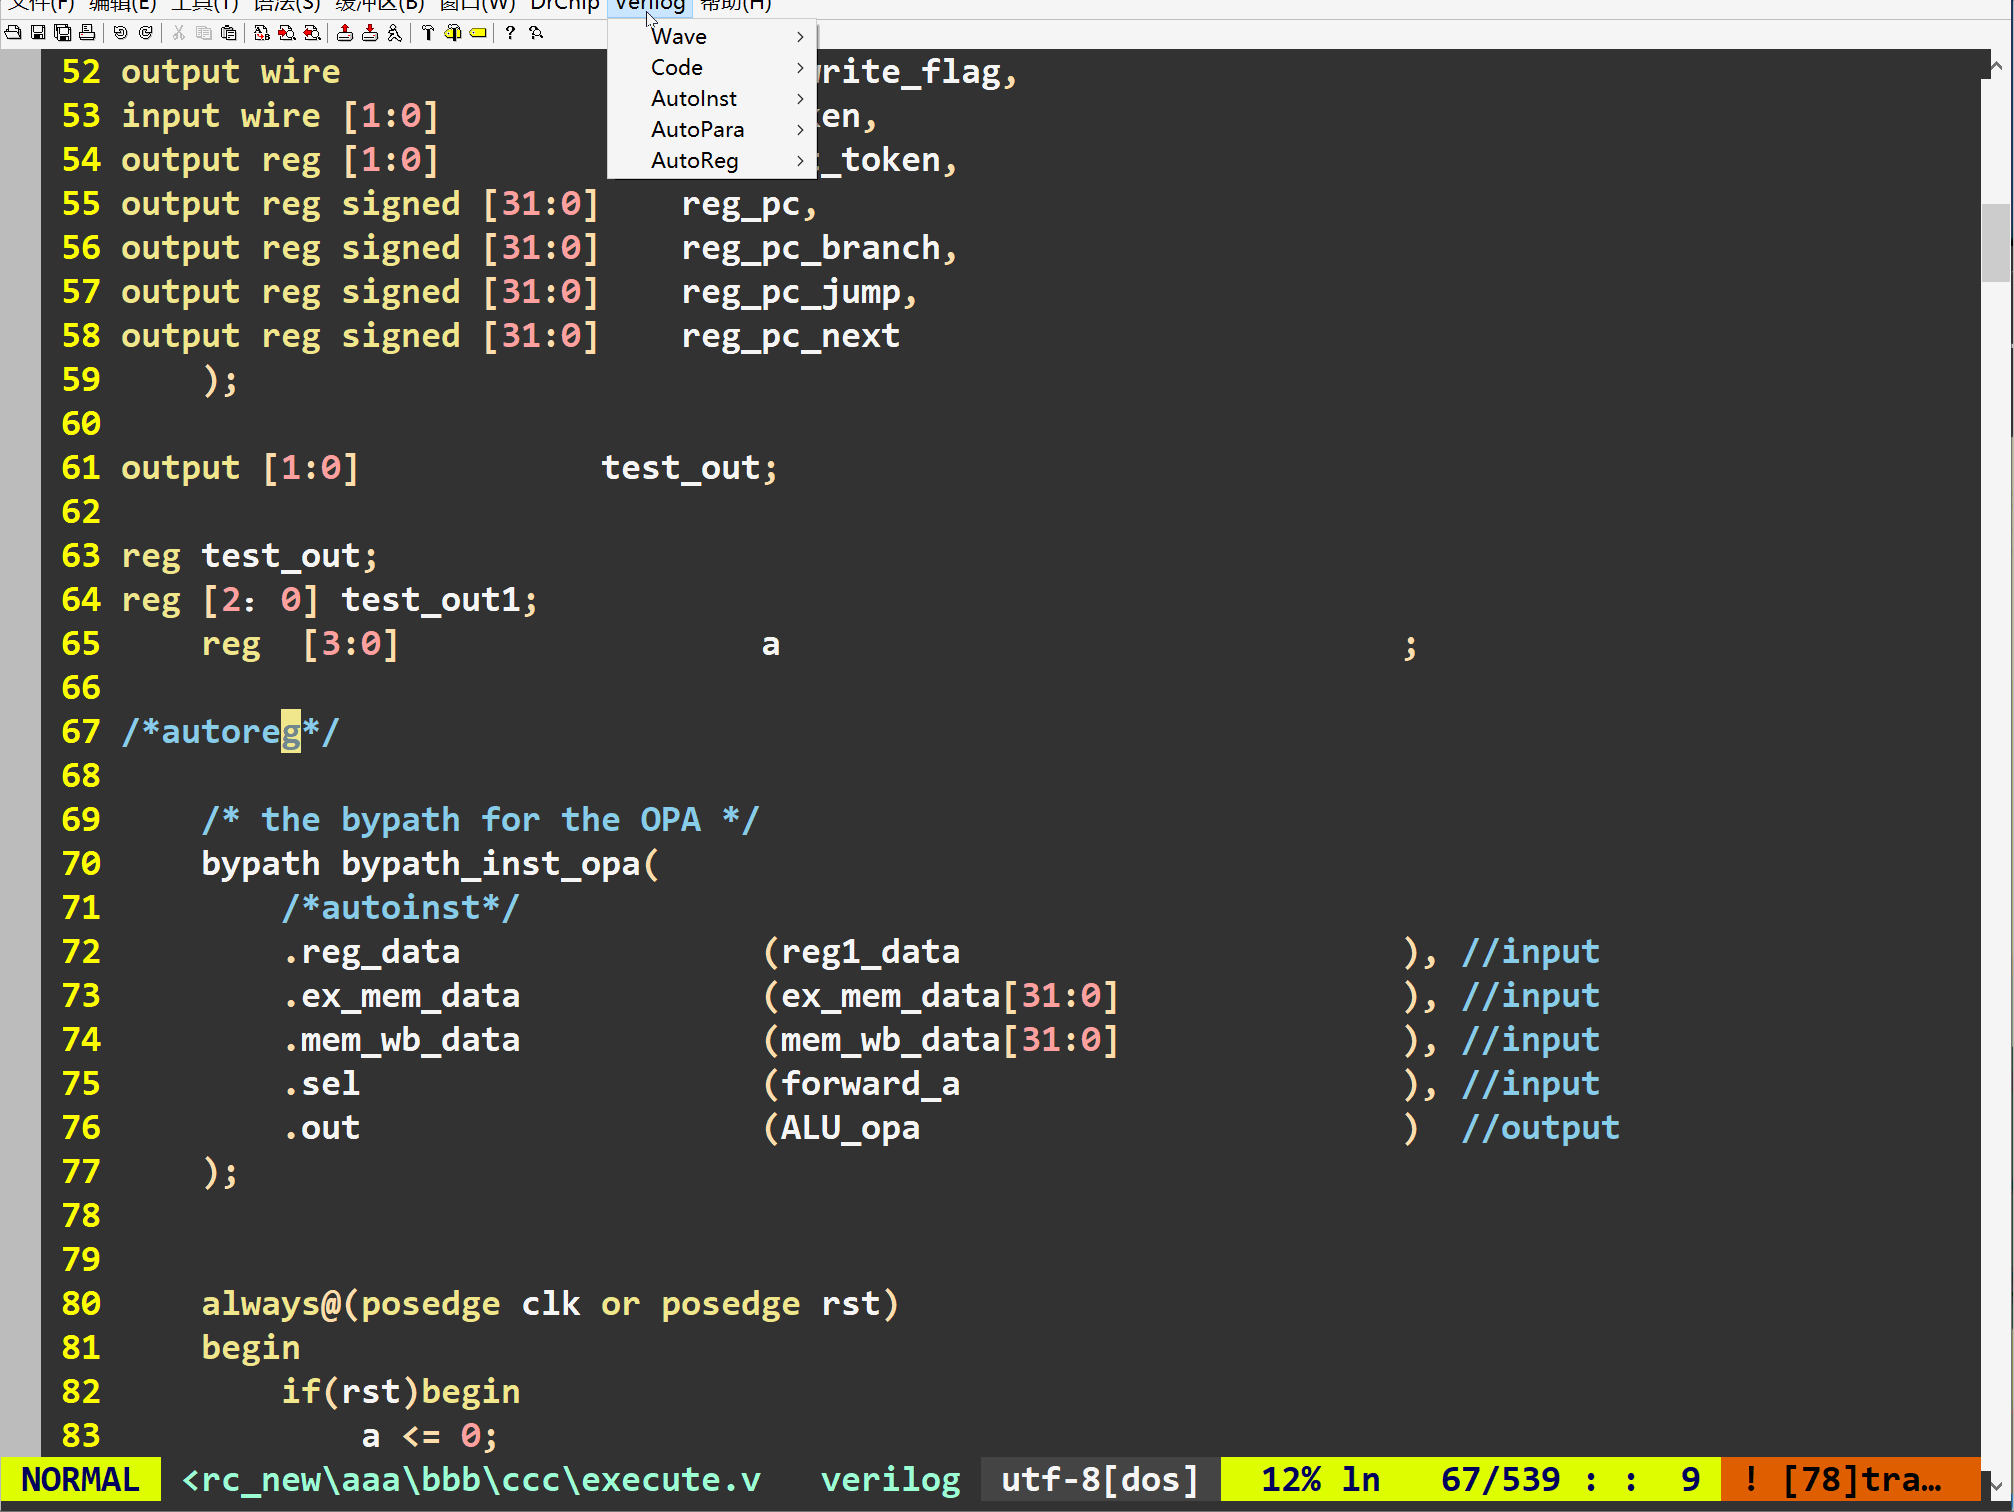 文件(F) 编辑(E) 工具(T) 语法(S) 缓冲区(B) 窗口(W) DrChip Verilog 帮助(H)
Wave
Code
AutoInst
AutoPara
AutoReg
52 output wire write_flag,
53 input wire [1:0] en,
54 output reg [1:0] _token,
55 output reg signed [31:0] reg_pc,
56 output reg signed [31:0] reg_pc_branch,
57 output reg signed [31:0] reg_pc_jump,
58 output reg signed [31:0] reg_pc_next
59 );
60
61 output [1:0] test_out;
62
63 reg test_out;
64 reg [2：0] test_out1;
65 reg [3:0] a ;
66
67 /*autoreg*/
68
69 /* the bypath for the OPA */
70 bypath bypath_inst_opa(
71 /*autoinst*/
72 .reg_data (reg1_data ), //input
73 .ex_mem_data (ex_mem_data[31:0] ), //input
74 .mem_wb_data (mem_wb_data[31:0] ), //input
75 .sel (forward_a ), //input
76 .out (ALU_opa ) //output
77 );
78
79
80 always@(posedge clk or posedge rst)
81 begin
82 if(rst)begin
83 a <= 0;
NORMAL <rc_new\aaa\bbb\ccc\execute.v verilog utf-8[dos] 12% ln 67/539 : : 9 ! [78]tra…